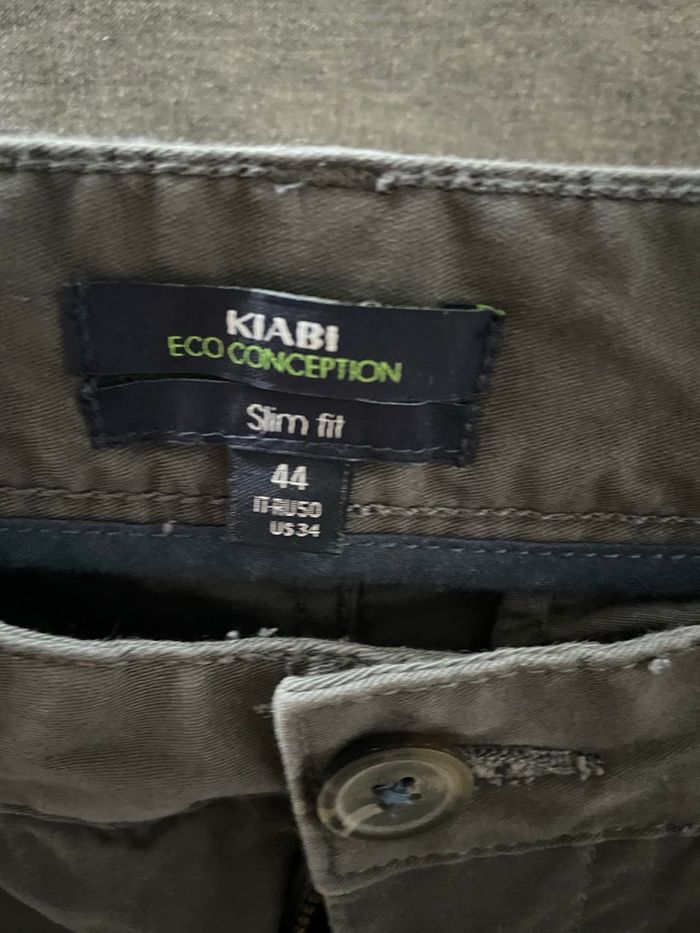 KIABI
ECO CONCEPTION
Slim fit
44
IT-RU50
US34